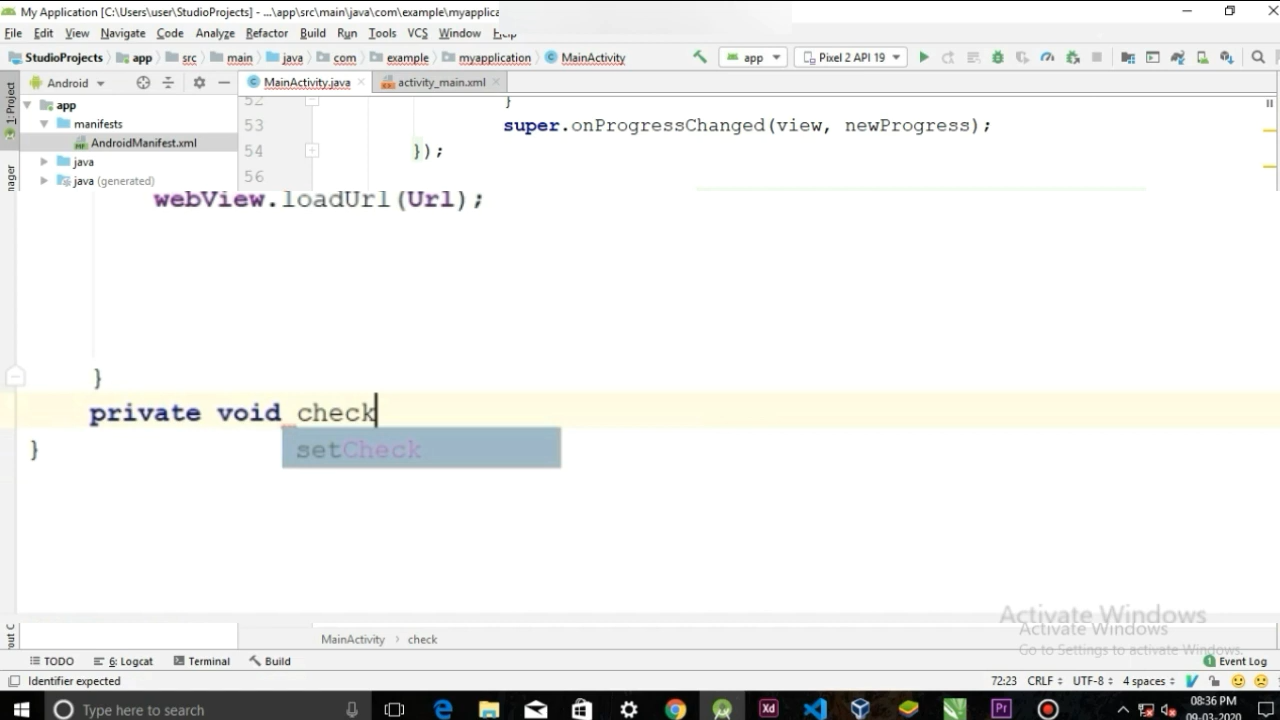 My Application [C:\Users\user\StudioProjects] - ...\app\src\main\java\com\example\myapplica
File Edit View Navigate Code Analyze Refactor Build Run Tools VCS Window Help
StudioProjects app src main java com example myapplication MainActivity app Pixel 2 API 19
1: Project
Android MainActivity.java activity_main.xml
app
52 }
manifests
53 super.onProgressChanged(view, newProgress);
AndroidManifest.xml
54 });
java
56
java (generated)
nager
webView.loadUrl(Url);
}
private void check
setCheck
}
Activate Windows
Activate Windows
Go to Settings to activate Windows.
out C
MainActivity › check
TODO 6: Logcat Terminal Build 1 Event Log
Identifier expected 72:23 CRLF UTF-8 4 spaces
Type here to search 08:36 PM
09-03-2020